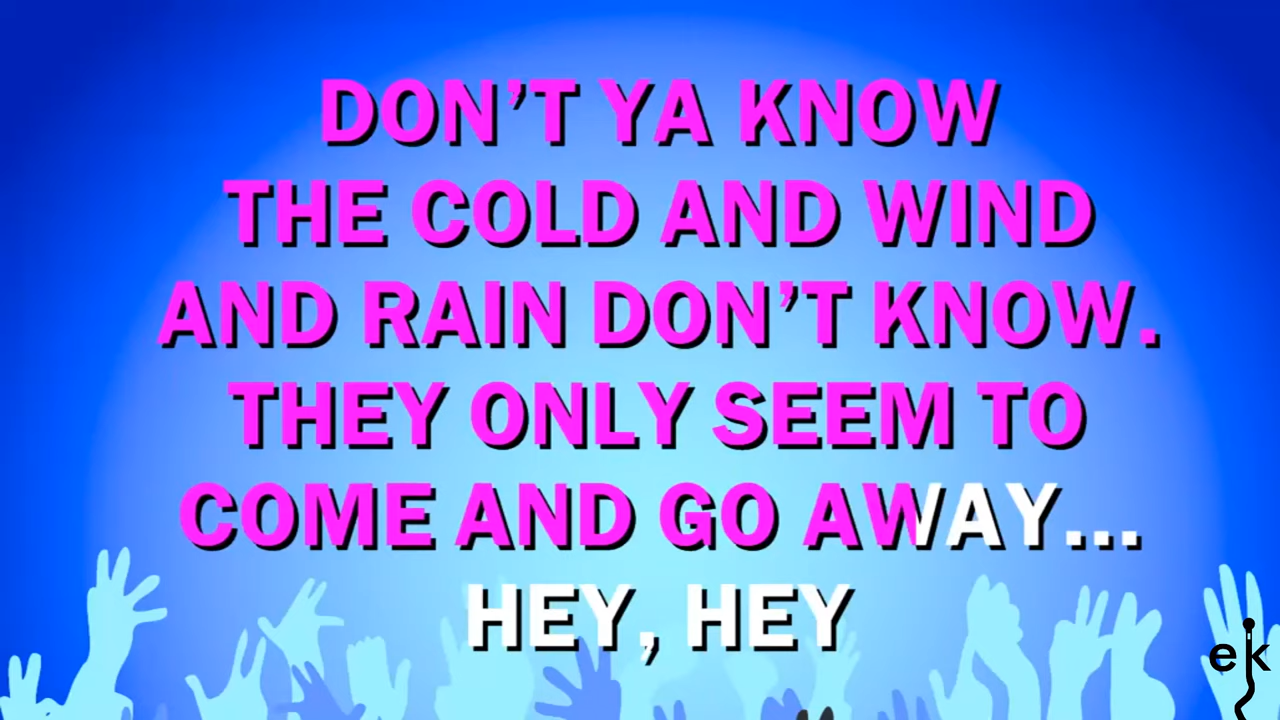 DON'T YA KNOW
THE COLD AND WIND
AND RAIN DON'T KNOW.
THEY ONLY SEEM TO
COME AND GO AWAY...
HEY, HEY
ek